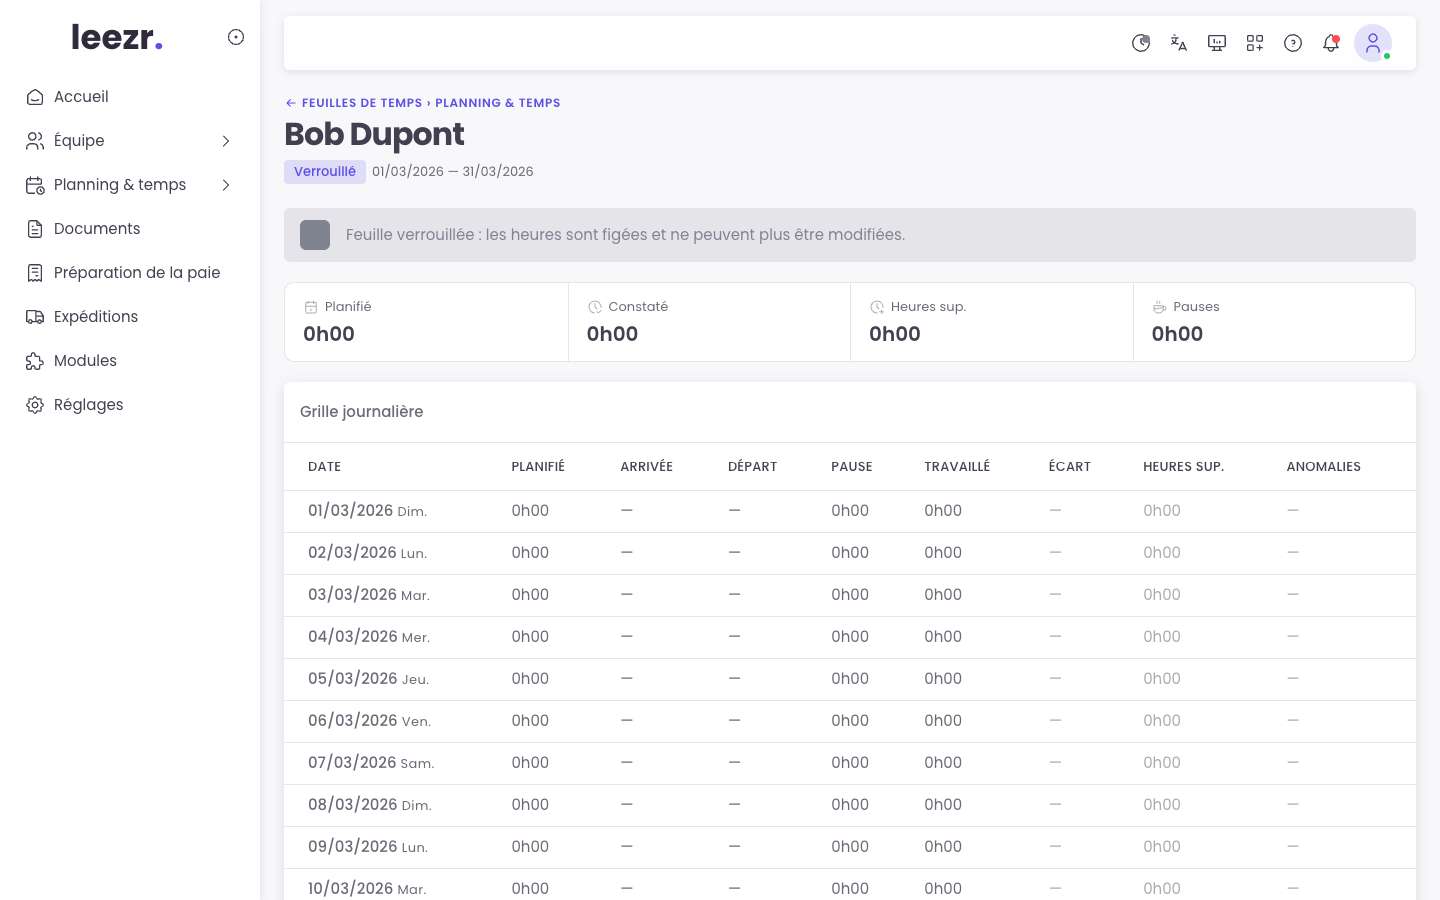 leezr.
Accueil
Équipe
Planning & temps
Documents
Préparation de la paie
Expéditions
Modules
Réglages
← FEUILLES DE TEMPS › PLANNING & TEMPS
Bob Dupont
Verrouillé 01/03/2026 — 31/03/2026
Feuille verrouillée : les heures sont figées et ne peuvent plus être modifiées.
Planifié Constaté Heures sup. Pauses
0h00 0h00 0h00 0h00
Grille journalière
DATE PLANIFIÉ ARRIVÉE DÉPART PAUSE TRAVAILLÉ ÉCART HEURES SUP. ANOMALIES
01/03/2026 Dim. 0h00 — — 0h00 0h00 — 0h00 —
02/03/2026 Lun. 0h00 — — 0h00 0h00 — 0h00 —
03/03/2026 Mar. 0h00 — — 0h00 0h00 — 0h00 —
04/03/2026 Mer. 0h00 — — 0h00 0h00 — 0h00 —
05/03/2026 Jeu. 0h00 — — 0h00 0h00 — 0h00 —
06/03/2026 Ven. 0h00 — — 0h00 0h00 — 0h00 —
07/03/2026 Sam. 0h00 — — 0h00 0h00 — 0h00 —
08/03/2026 Dim. 0h00 — — 0h00 0h00 — 0h00 —
09/03/2026 Lun. 0h00 — — 0h00 0h00 — 0h00 —
10/03/2026 Mar. 0h00 — — 0h00 0h00 — 0h00 —